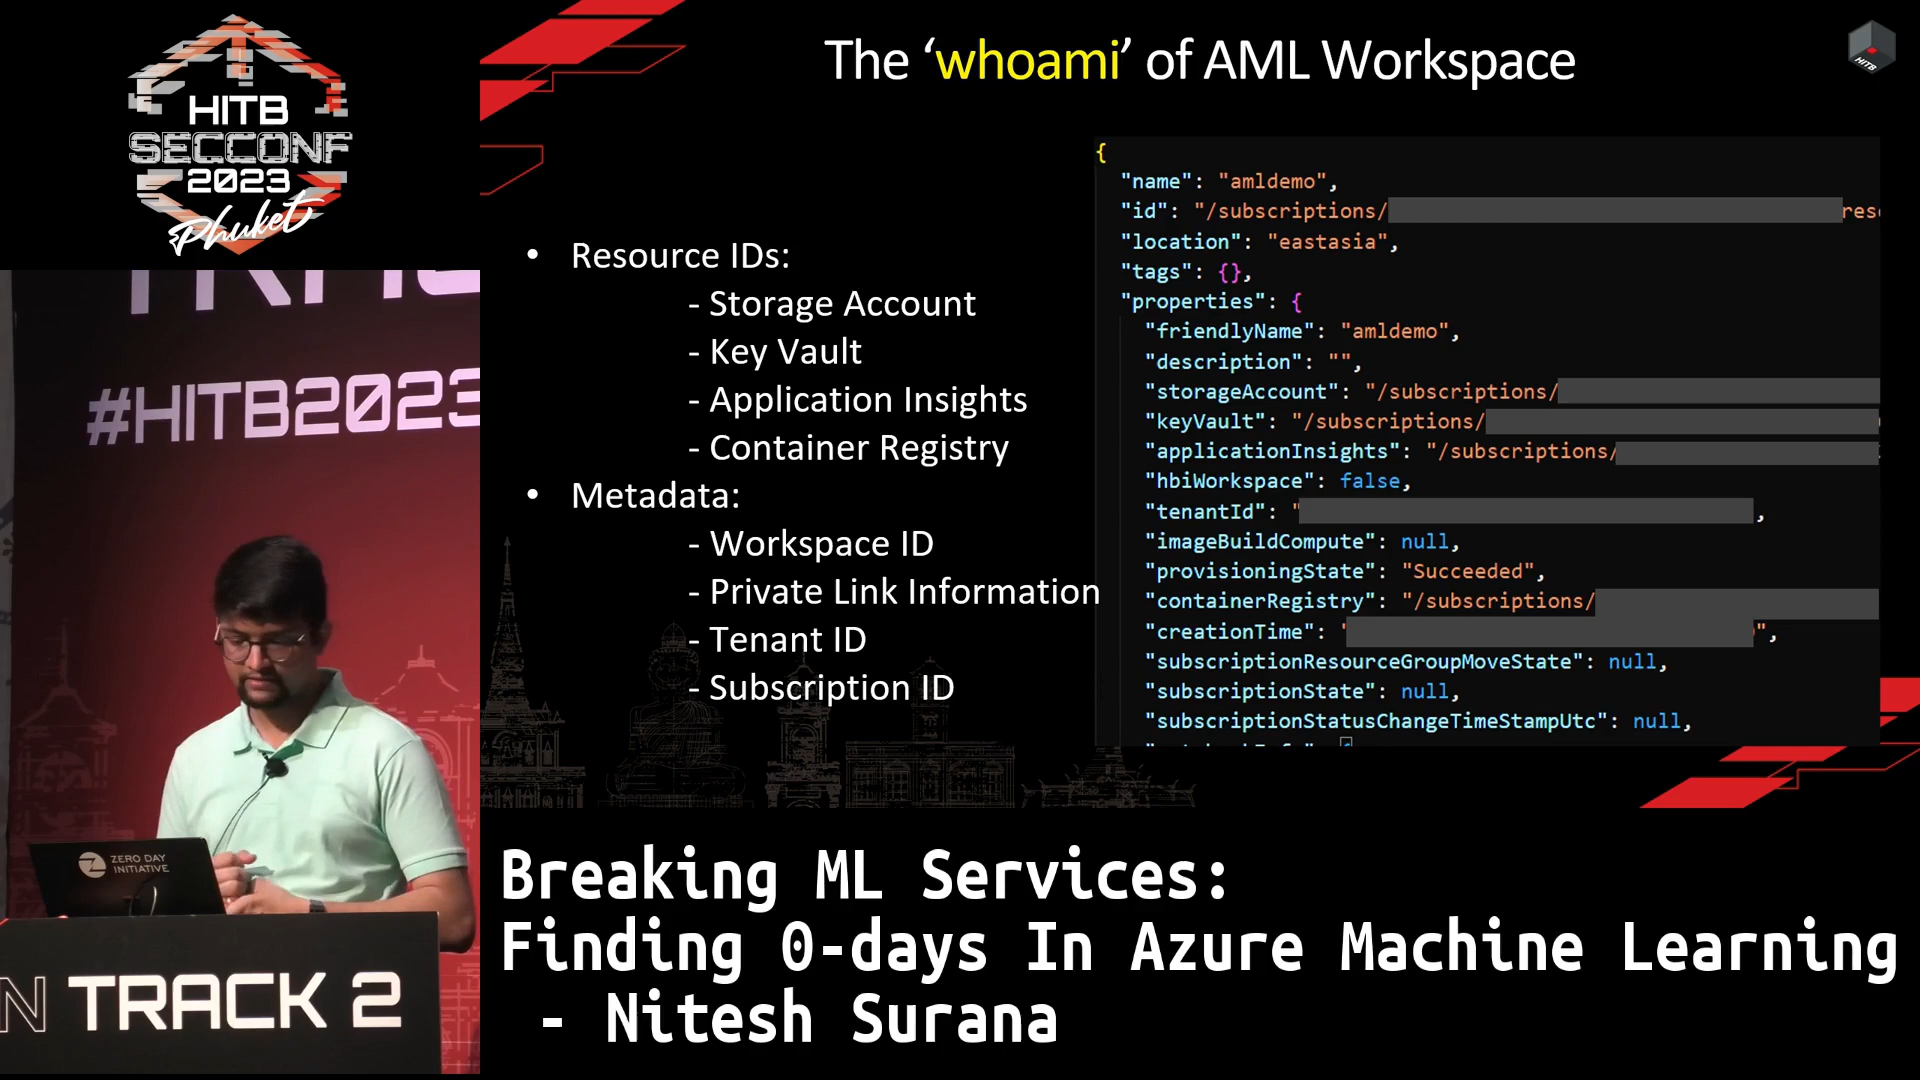 HITB
SECCONF
2023
Phuket
#HITB2023
ZERO DAY
INITIATIVE
N TRACK 2
The ‘whoami’ of AML Workspace
HITB
• Resource IDs:
- Storage Account
- Key Vault
- Application Insights
- Container Registry
• Metadata:
- Workspace ID
- Private Link Information
- Tenant ID
- Subscription ID
{
"name": "amldemo",
"id": "/subscriptions/ res
"location": "eastasia",
"tags": {},
"properties": {
"friendlyName": "amldemo",
"description": "",
"storageAccount": "/subscriptions/
"keyVault": "/subscriptions/
"applicationInsights": "/subscriptions/
"hbiWorkspace": false,
"tenantId": " ,
"imageBuildCompute": null,
"provisioningState": "Succeeded",
"containerRegistry": "/subscriptions/
"creationTime": " ",
"subscriptionResourceGroupMoveState": null,
"subscriptionState": null,
"subscriptionStatusChangeTimeStampUtc": null,
Breaking ML Services:
Finding 0-days In Azure Machine Learning
- Nitesh Surana